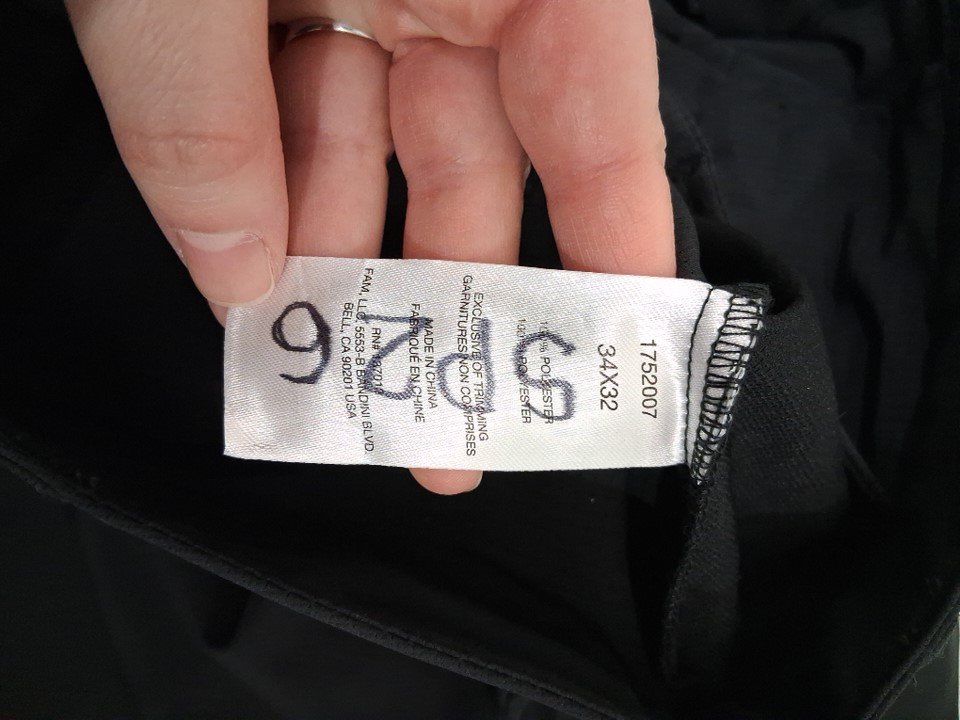 1752007
34X32
100% POLYESTER
100% POLYESTER
EXCLUSIVE OF TRIMMING
GARNITURES NON COMPRISES
MADE IN CHINA
FABRIQUÉ EN CHINE
RN#
FAM, LLC. 5553-B BANDINI BLVD.
BELL, CA 90201 USA